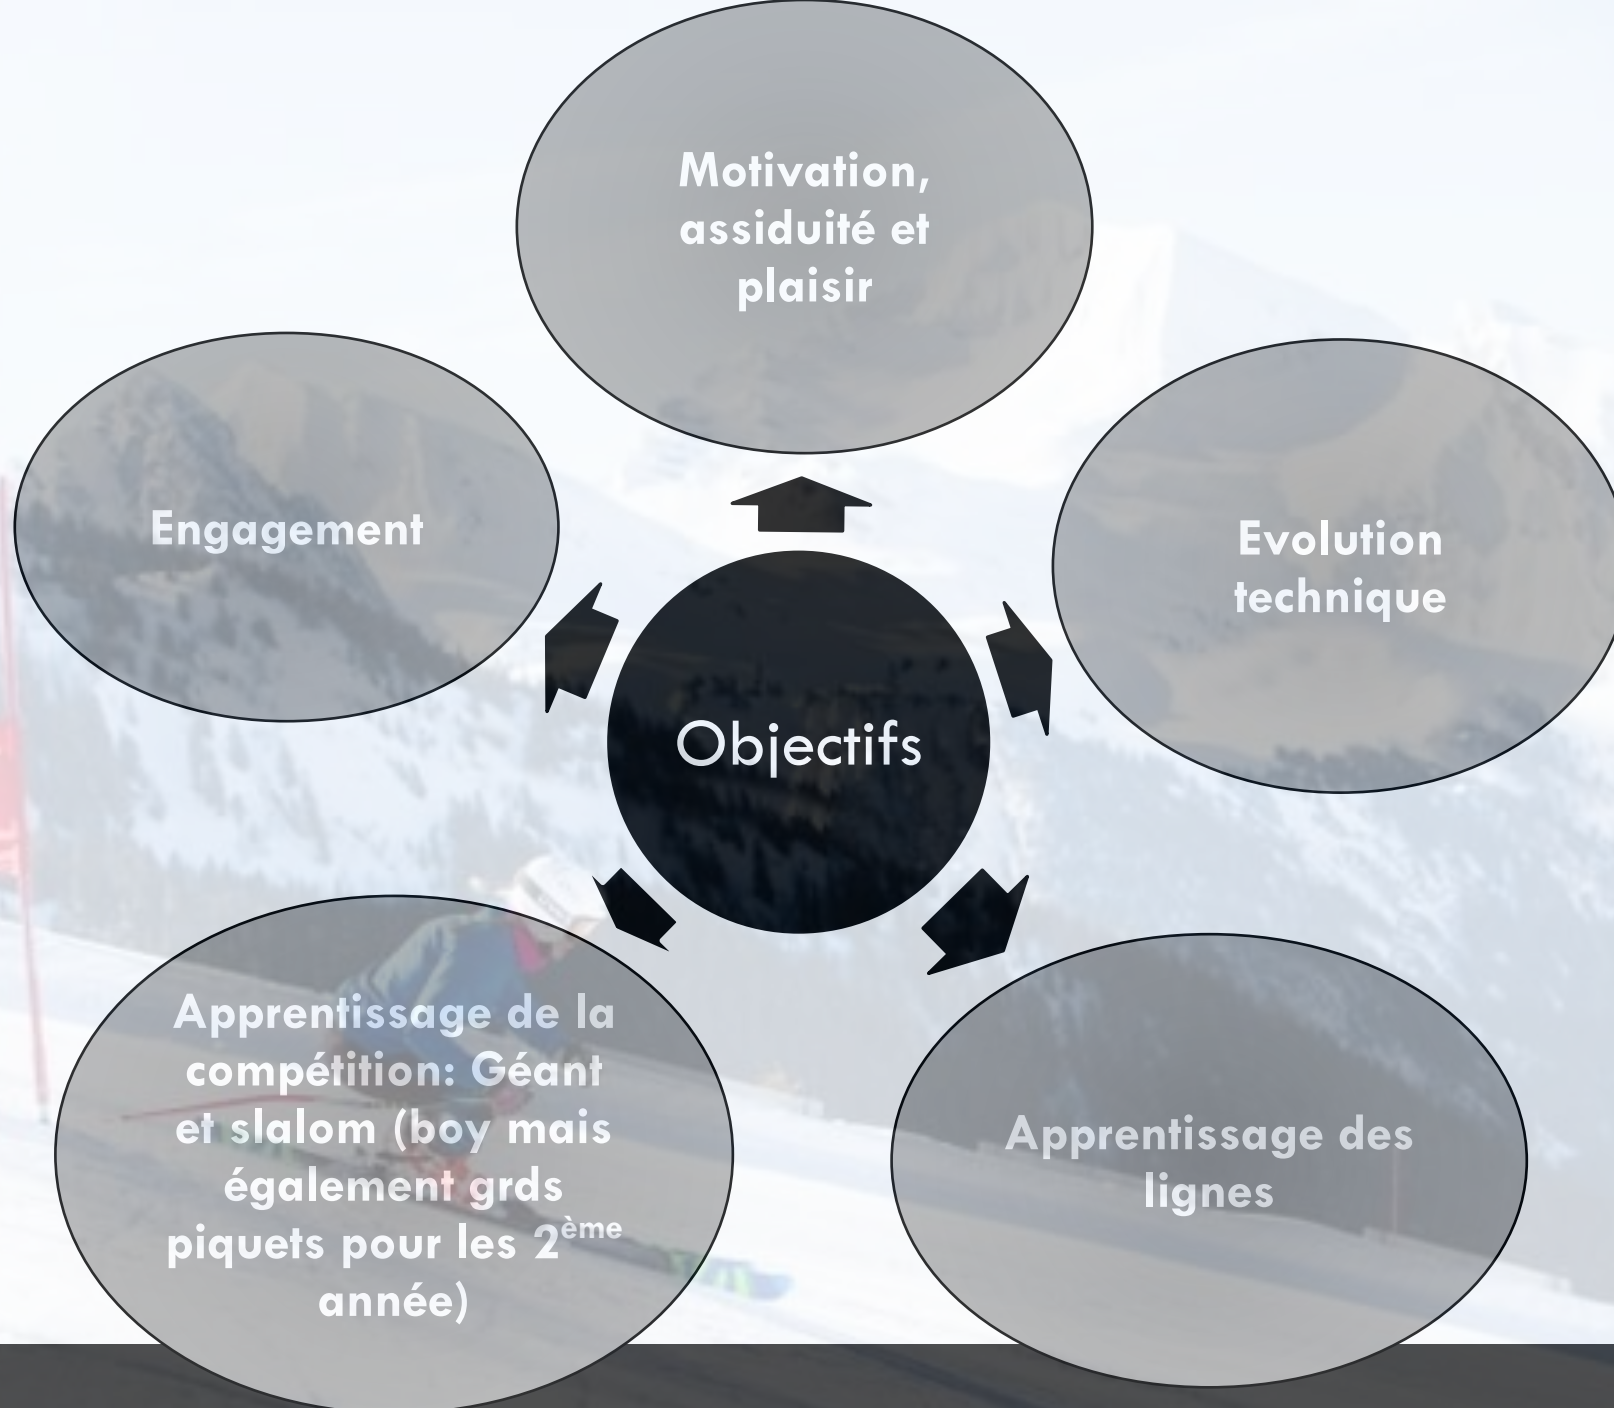 Motivation,
assiduité et
plaisir
Engagement
Evolution
technique
Objectifs
Apprentissage de la
compétition: Géant
et slalom (boy mais
également grds
piquets pour les 2ème
année)
Apprentissage des
lignes